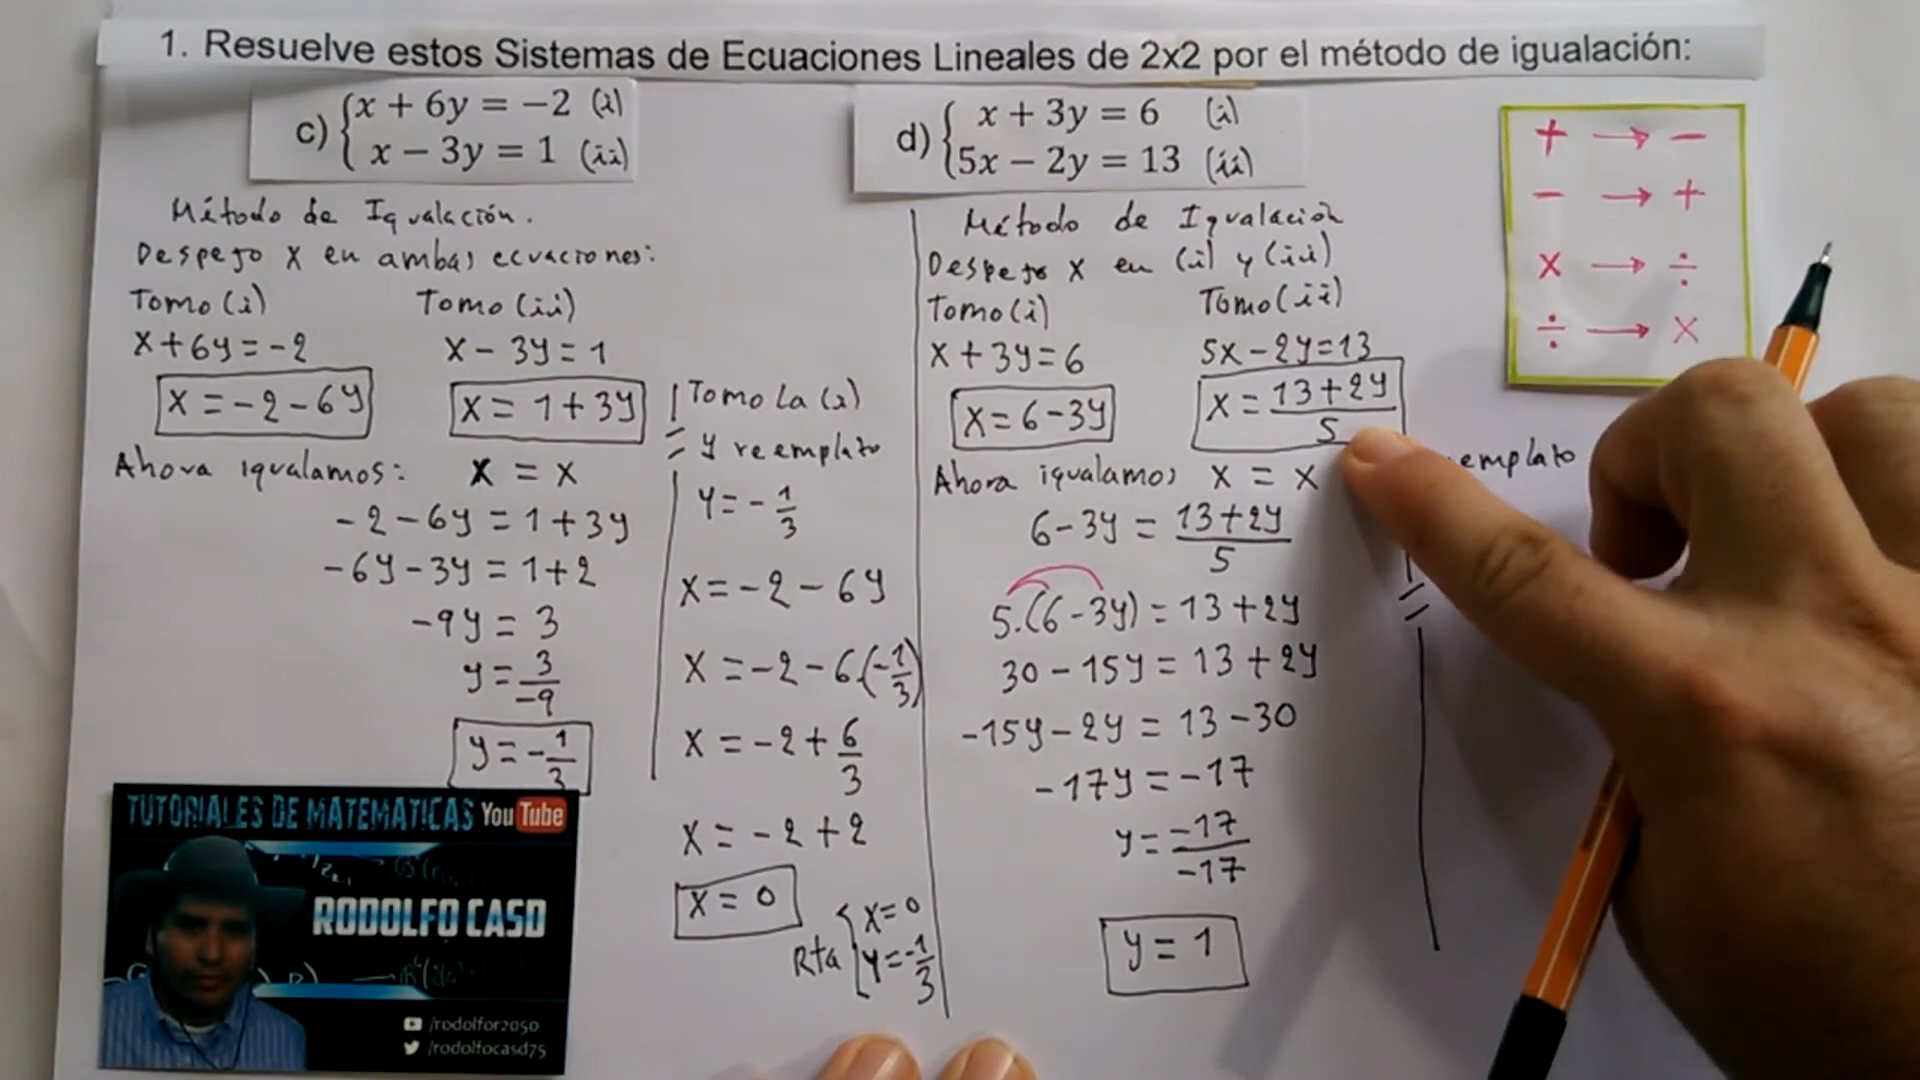 1. Resuelve estos Sistemas de Ecuaciones Lineales de 2x2 por el método de igualación:
c) { x + 6y = −2 (i)
x − 3y = 1 (ii)
Método de Igualación.
Despejo x en ambas ecuaciones:
Tomo (i) Tomo (ii)
x+6y=-2 x-3y=1
x=-2-6y x=1+3y
Ahora igualamos: x = x
-2-6y=1+3y
-6y-3y=1+2
-9y=3
y=3/-9
y=-1/3
Tomo La (i)
y reemplazo
y=-1/3
x=-2-6y
x=-2-6.(-1/3)
x=-2+6/3
x=-2+2
x=0
Rta { x=0
y=-1/3
d) { x + 3y = 6 (i)
5x − 2y = 13 (ii)
Método de Igualación
Despejo x en (i) y (ii)
Tomo (i) Tomo (ii)
x+3y=6 5x-2y=13
x=6-3y x=13+2y/5
Ahora igualamos x = x
6-3y=13+2y/5
5.(6-3y)=13+2y
30-15y=13+2y
-15y-2y=13-30
-17y=-17
y=-17/-17
y=1
emplazo
+ → -
- → +
x → ÷
÷ → x
TUTORIALES DE MATEMATICAS YouTube
RODOLFO CASD
/rodolfor2050
/rodolfocasd75